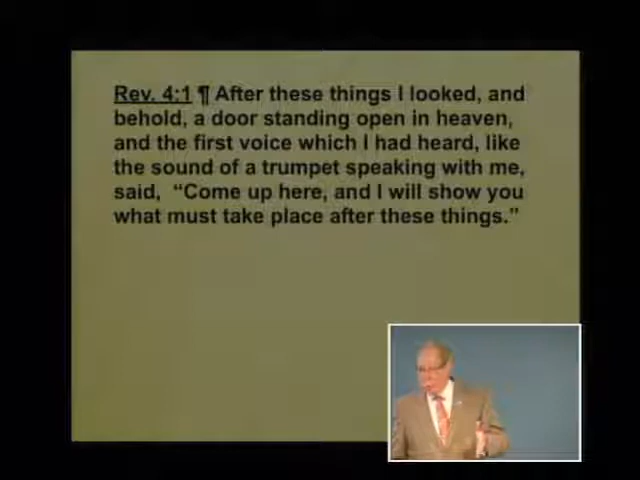 Rev. 4:1 ¶ After these things I looked, and
behold, a door standing open in heaven,
and the first voice which I had heard, like
the sound of a trumpet speaking with me,
said, “Come up here, and I will show you
what must take place after these things.”